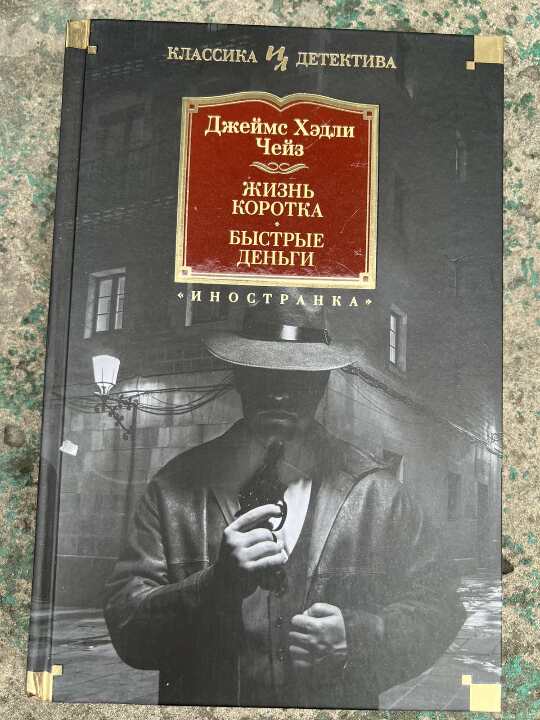 КЛАССИКА ИЛ ДЕТЕКТИВА
Джеймс Хэдли
Чейз
ЖИЗНЬ
КОРОТКА
•
БЫСТРЫЕ
ДЕНЬГИ
«ИНОСТРАНКА»